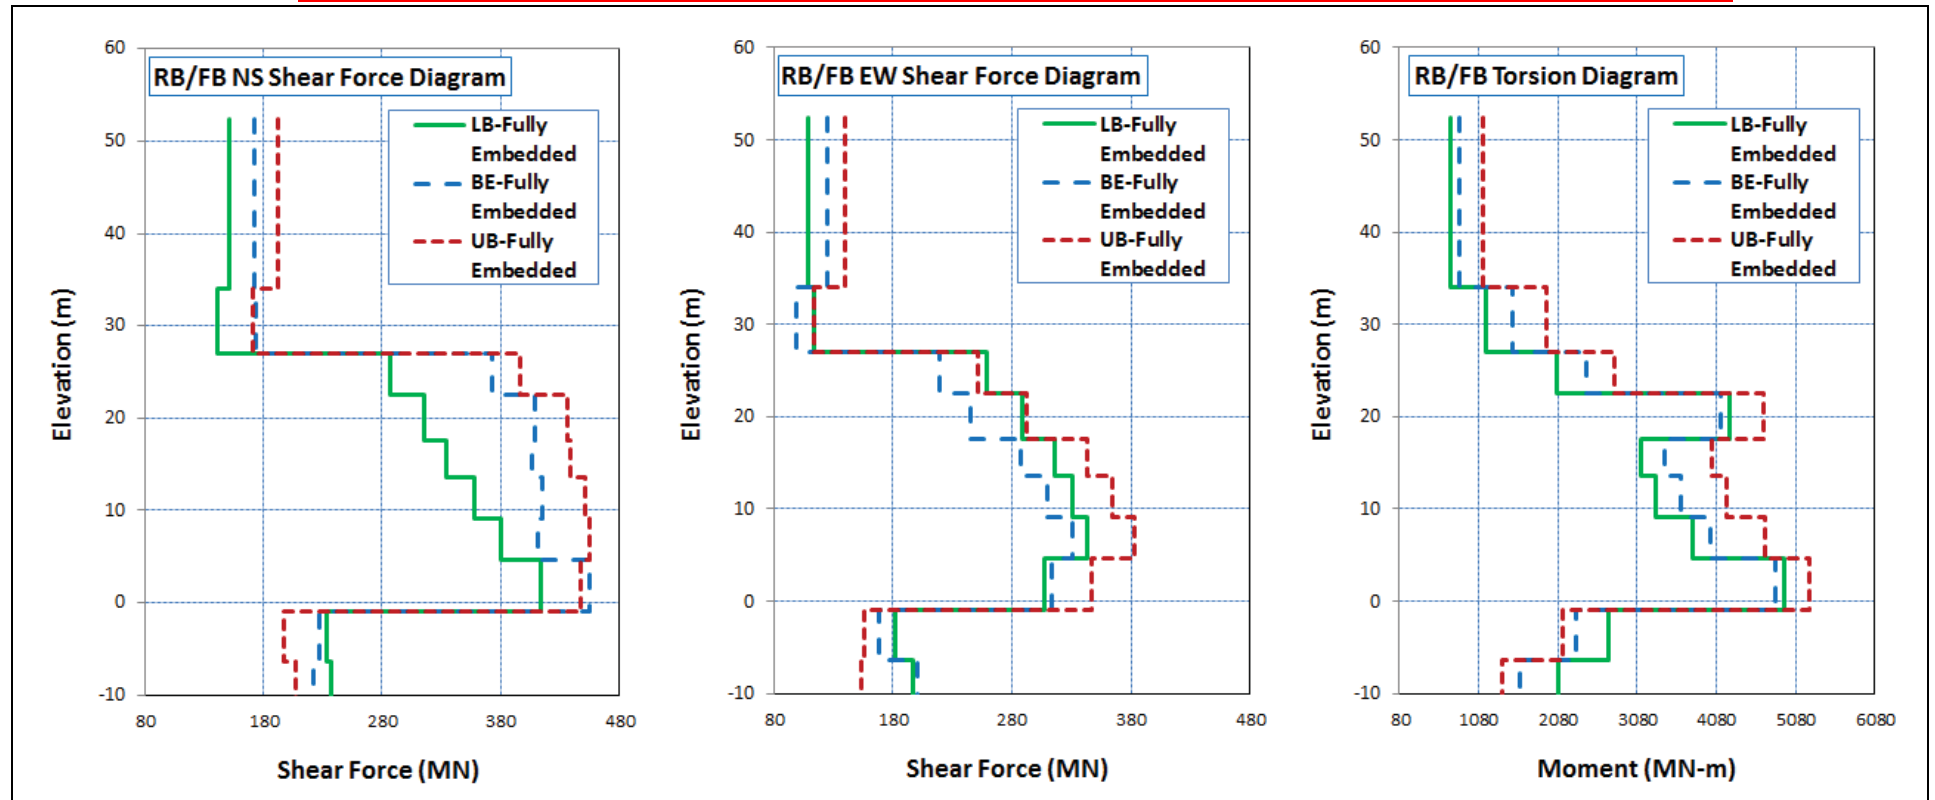 RB/FB NS Shear Force Diagram
LB-Fully
Embedded
BE-Fully
Embedded
UB-Fully
Embedded
Elevation (m)
60
50
40
30
20
10
0
-10
80 180 280 380 480
Shear Force (MN)
RB/FB EW Shear Force Diagram
LB-Fully
Embedded
BE-Fully
Embedded
UB-Fully
Embedded
Elevation (m)
60
50
40
30
20
10
0
-10
80 180 280 380 480
Shear Force (MN)
RB/FB Torsion Diagram
LB-Fully
Embedded
BE-Fully
Embedded
UB-Fully
Embedded
Elevation (m)
60
50
40
30
20
10
0
-10
80 1080 2080 3080 4080 5080 6080
Moment (MN-m)